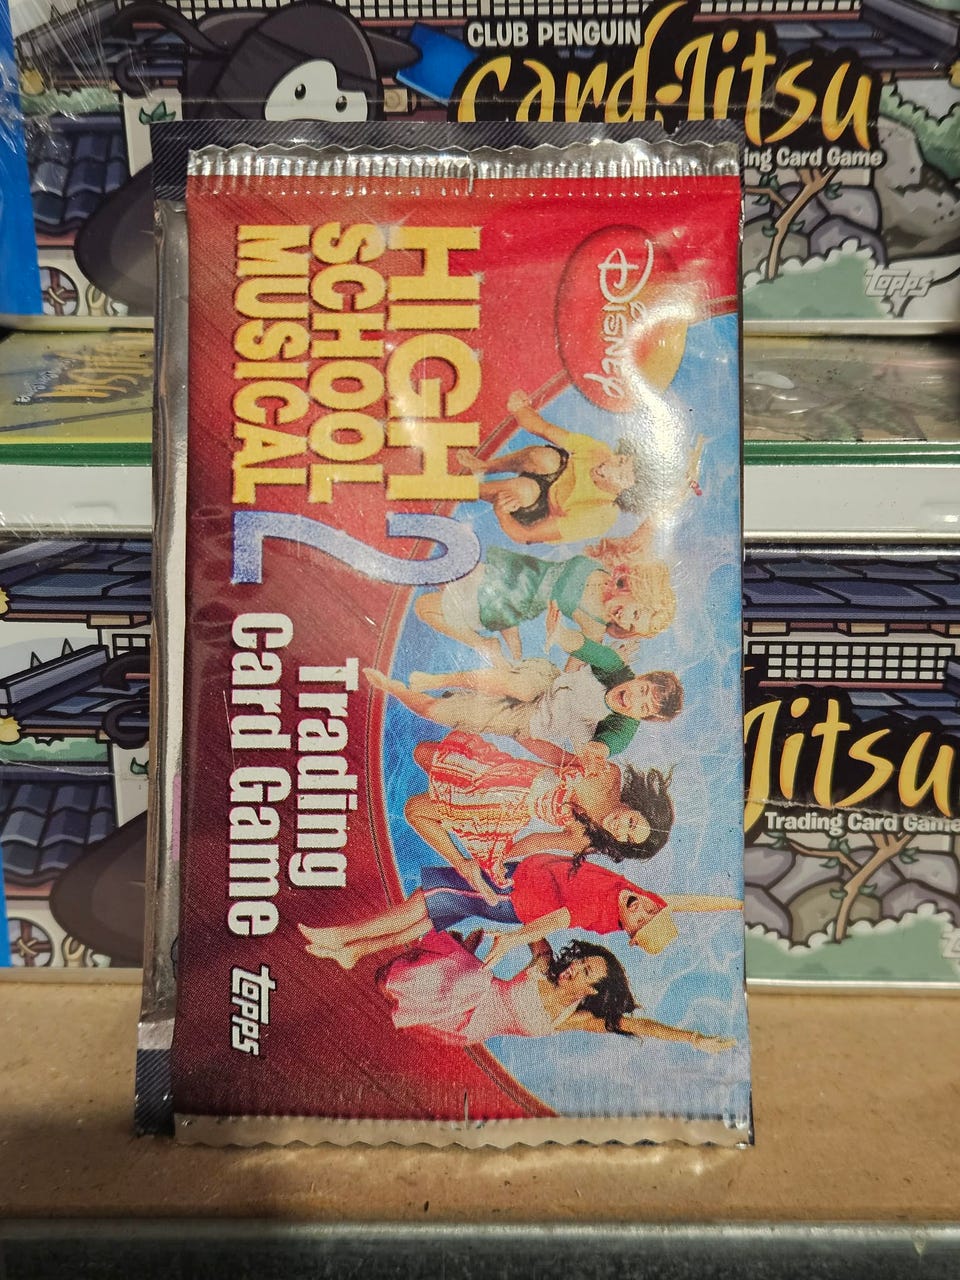 CLUB PENGUIN
Card-Jitsu
ing Card Game
topps
Disney
HIGH
SCHOOL
MUSICAL 2
Trading
Card Game
topps
Jitsu
Trading Card Game